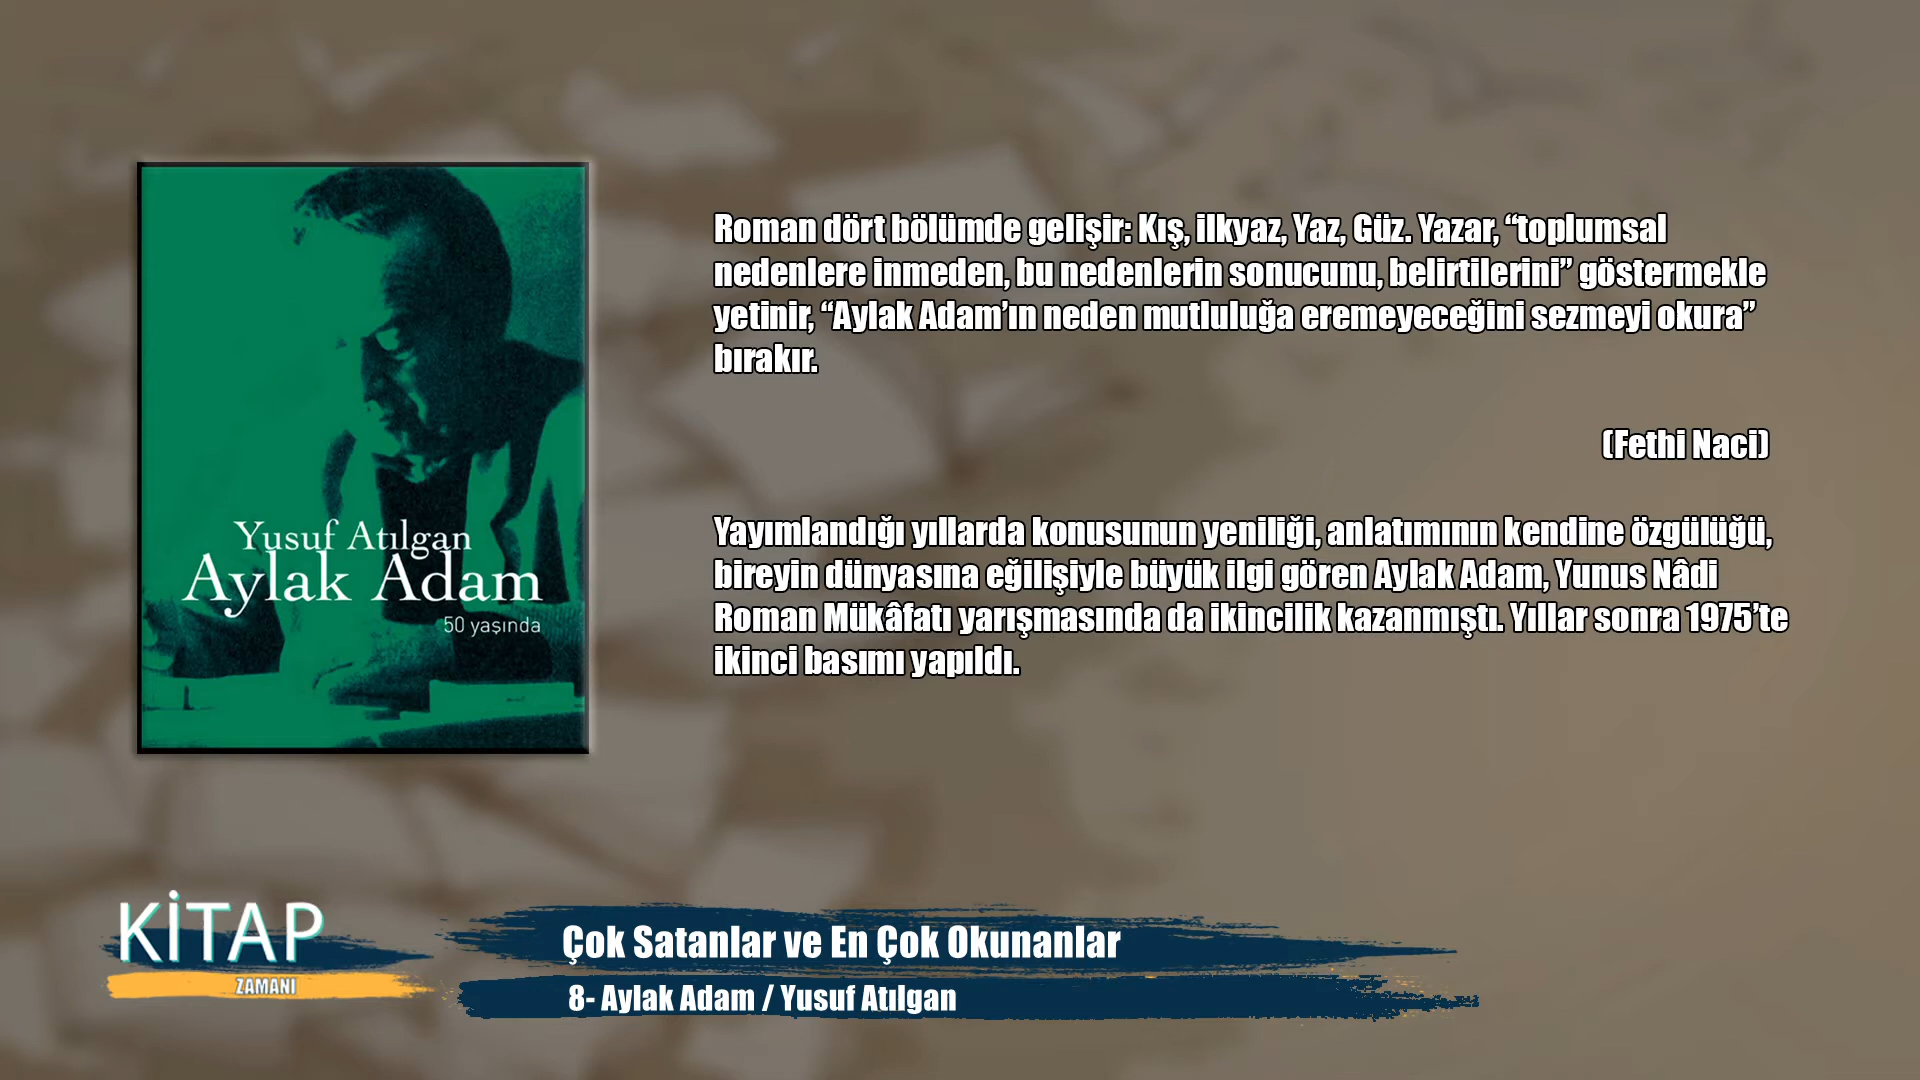 Roman dört bölümde gelişir: Kış, ilkyaz, Yaz, Güz. Yazar, “toplumsal
nedenlere inmeden, bu nedenlerin sonucunu, belirtilerini” göstermekle
yetinir, “Aylak Adam’ın neden mutluluğa eremeyeceğini sezmeyi okura”
bırakır.
(Fethi Naci)
Yayımlandığı yıllarda konusunun yeniliği, anlatımının kendine özgülüğü,
bireyin dünyasına eğilişiyle büyük ilgi gören Aylak Adam, Yunus Nâdi
Roman Mükâfatı yarışmasında da ikincilik kazanmıştı. Yıllar sonra 1975’te
ikinci basımı yapıldı.
Yusuf Atılgan
Aylak Adam
50 yaşında
KİTAP
ZAMANI
Çok Satanlar ve En Çok Okunanlar
8- Aylak Adam / Yusuf Atılgan